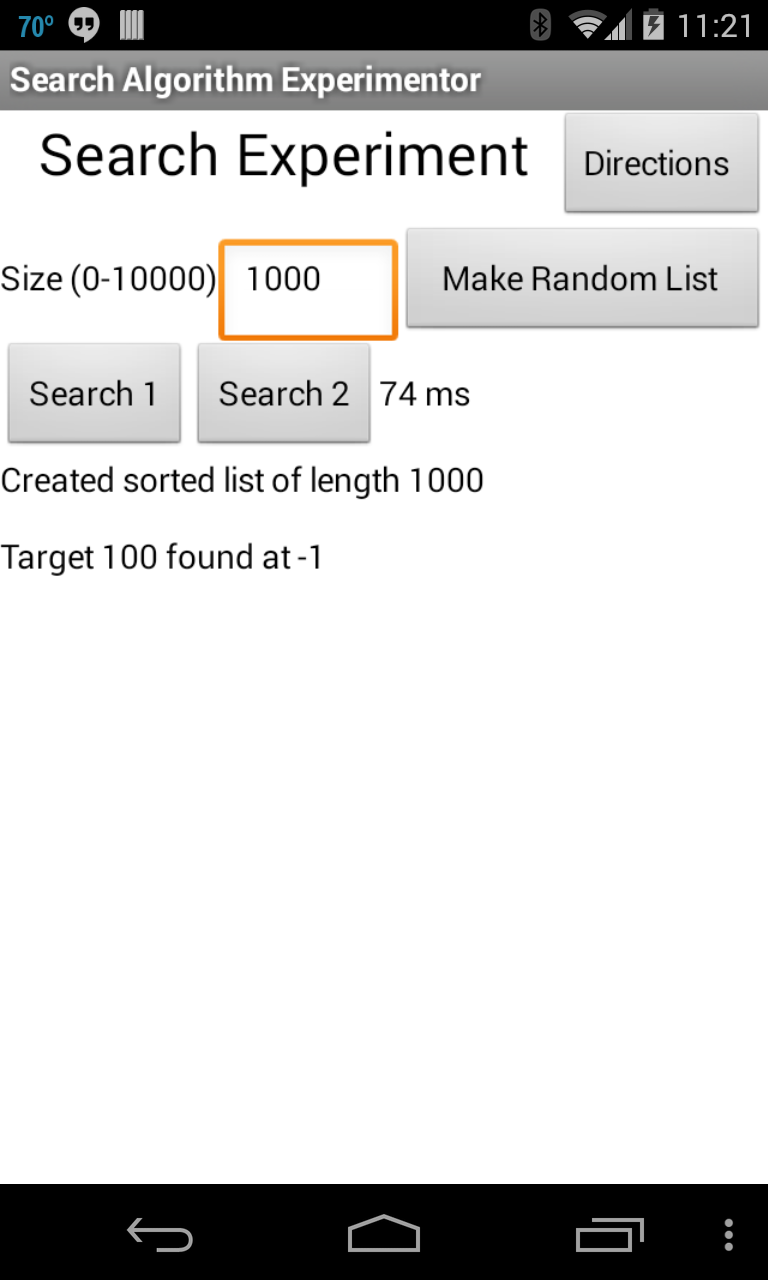 70° 11:21
Search Algorithm Experimentor
Search Experiment Directions
Size (0-10000) 1000 Make Random List
Search 1 Search 2 74 ms
Created sorted list of length 1000
Target 100 found at -1